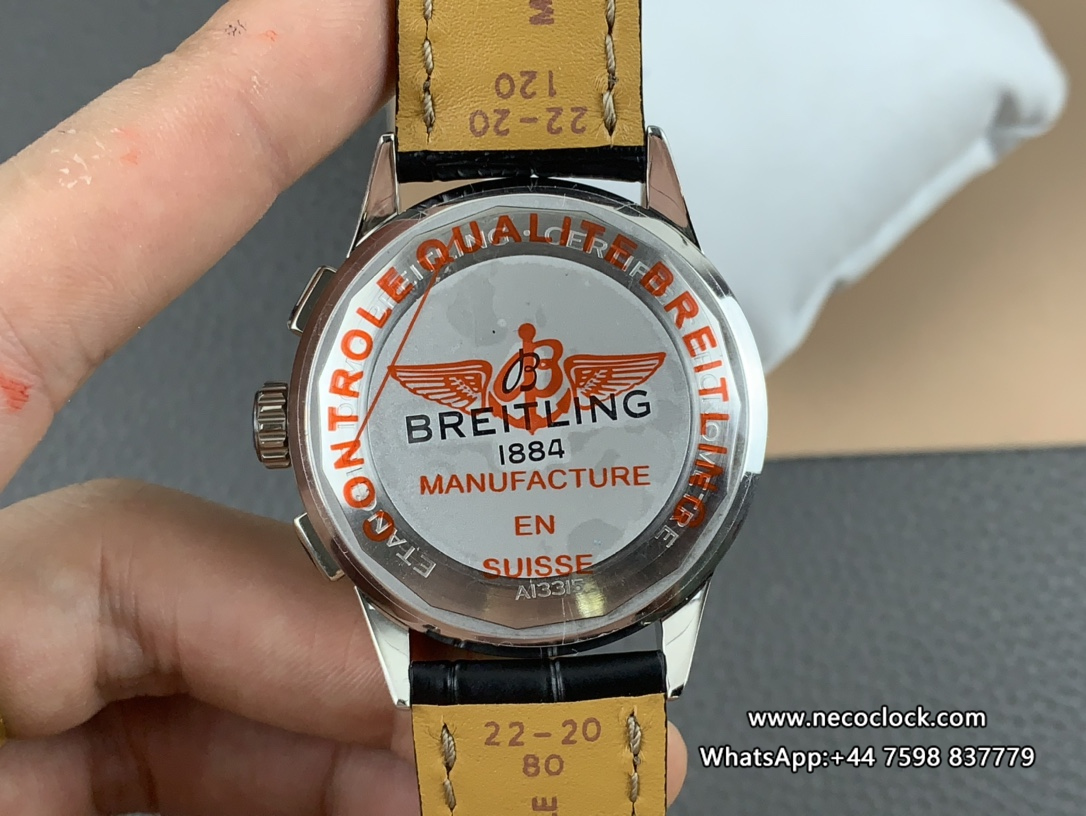 M
120
22-20
CONTROLE QUALITE BREITLING
B
BREITLING
1884
MANUFACTURE
EN
SUISSE
A13315
22-20
80
LE
www.necoclock.com
WhatsApp:+44 7598 837779